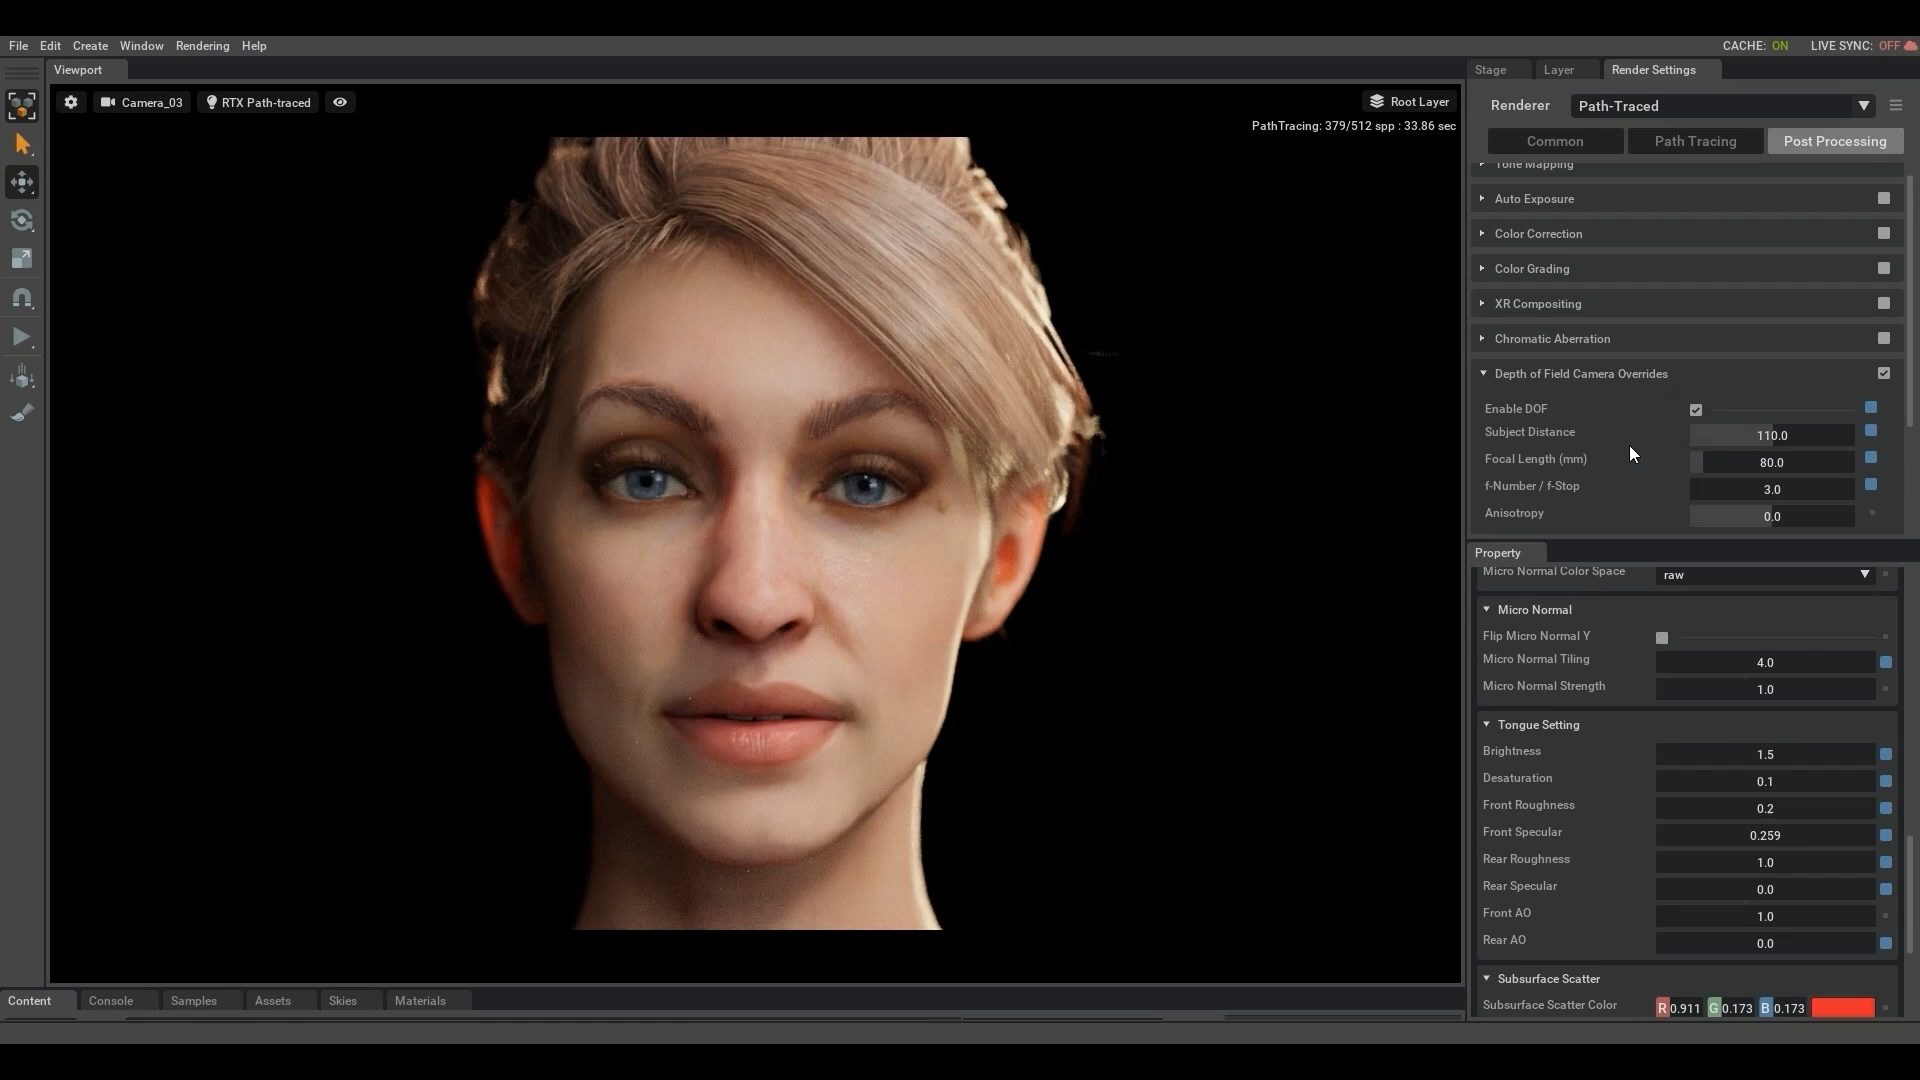 File Edit Create Window Rendering Help
CACHE: ON LIVE SYNC: OFF
Viewport
Stage Layer Render Settings
Camera_03 RTX Path-traced
Root Layer
PathTracing: 379/512 spp : 33.86 sec
Renderer Path-Traced
Common Path Tracing Post Processing
Tone Mapping
Auto Exposure
Color Correction
Color Grading
XR Compositing
Chromatic Aberration
Depth of Field Camera Overrides
Enable DOF
Subject Distance 110.0
Focal Length (mm) 80.0
f-Number / f-Stop 3.0
Anisotropy 0.0
Property
Micro Normal Color Space raw
Micro Normal
Flip Micro Normal Y
Micro Normal Tiling 4.0
Micro Normal Strength 1.0
Tongue Setting
Brightness 1.5
Desaturation 0.1
Front Roughness 0.2
Front Specular 0.259
Rear Roughness 1.0
Rear Specular 0.0
Front AO 1.0
Rear AO 0.0
Subsurface Scatter
Subsurface Scatter Color R 0.911 G 0.173 B 0.173
Content Console Samples Assets Skies Materials